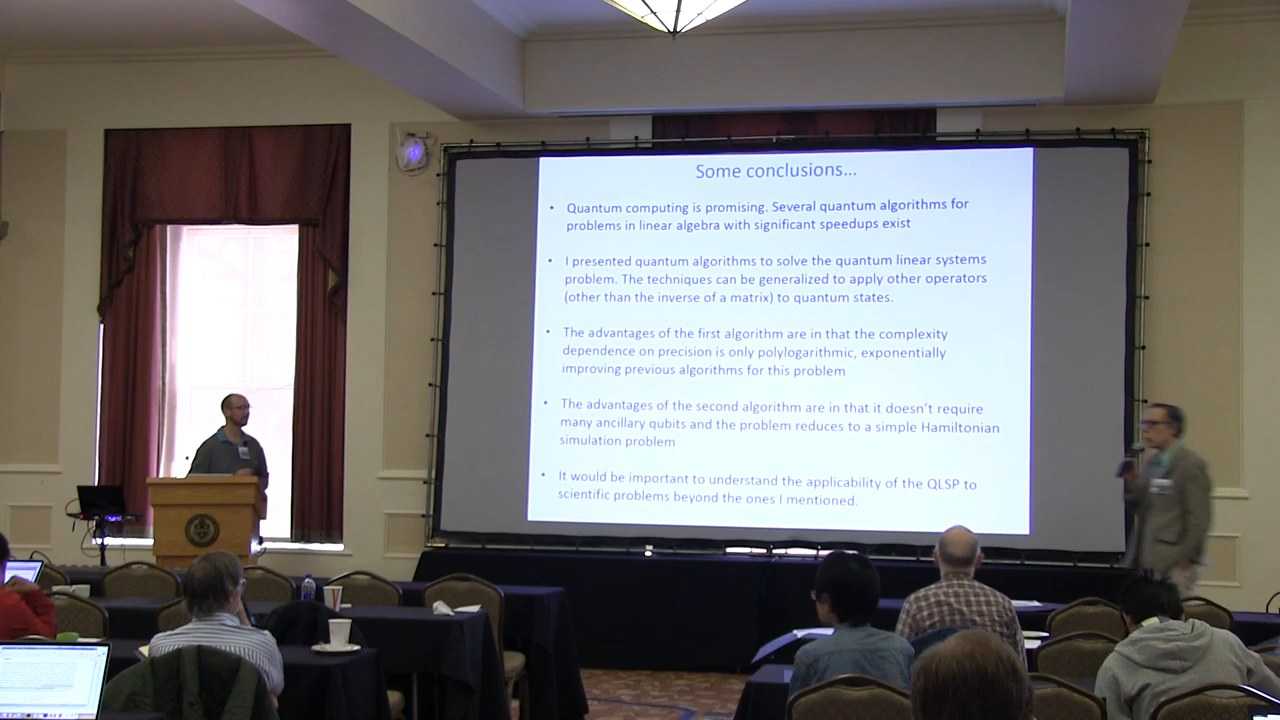 Some conclusions...
• Quantum computing is promising. Several quantum algorithms for
problems in linear algebra with significant speedups exist
• I presented quantum algorithms to solve the quantum linear systems
problem. The techniques can be generalized to apply other operators
(other than the inverse of a matrix) to quantum states.
• The advantages of the first algorithm are in that the complexity
dependence on precision is only polylogarithmic, exponentially
improving previous algorithms for this problem
• The advantages of the second algorithm are in that it doesn't require
many ancillary qubits and the problem reduces to a simple Hamiltonian
simulation problem
• It would be important to understand the applicability of the QLSP to
scientific problems beyond the ones I mentioned.